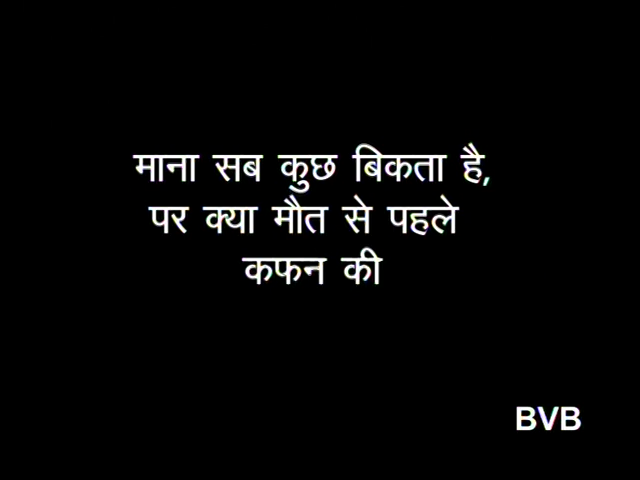 माना सब कुछ बिकता है,
पर क्या मौत से पहले
कफन की
BVB